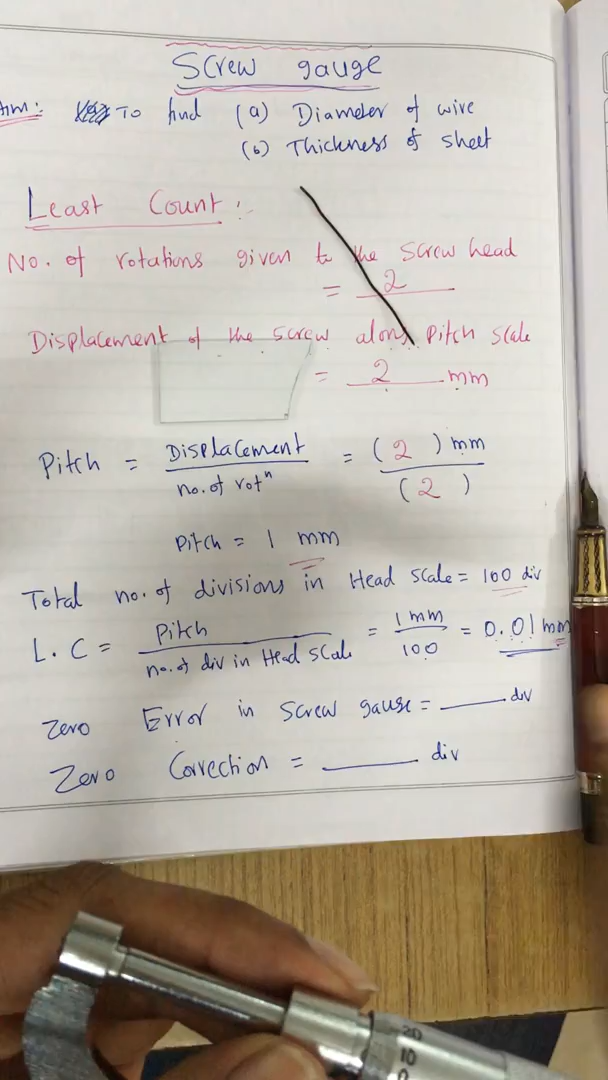 Screw gauge
Aim: To find (a) Diameter of wire
(b) Thickness of sheet
Least Count :-
No. of rotations given to the screw head
= 2
Displacement of the screw along Pitch scale
= 2 mm
Pitch = Displacement / no. of rotⁿ = (2) mm / (2)
Pitch = 1 mm
Total no. of divisions in Head scale = 100 div
L.C = Pitch / no. of div in Head scale = 1 mm / 100 = 0.01 mm
Zero Error in screw gauge = ______ div
Zero Correction = ______ div
20
10
0